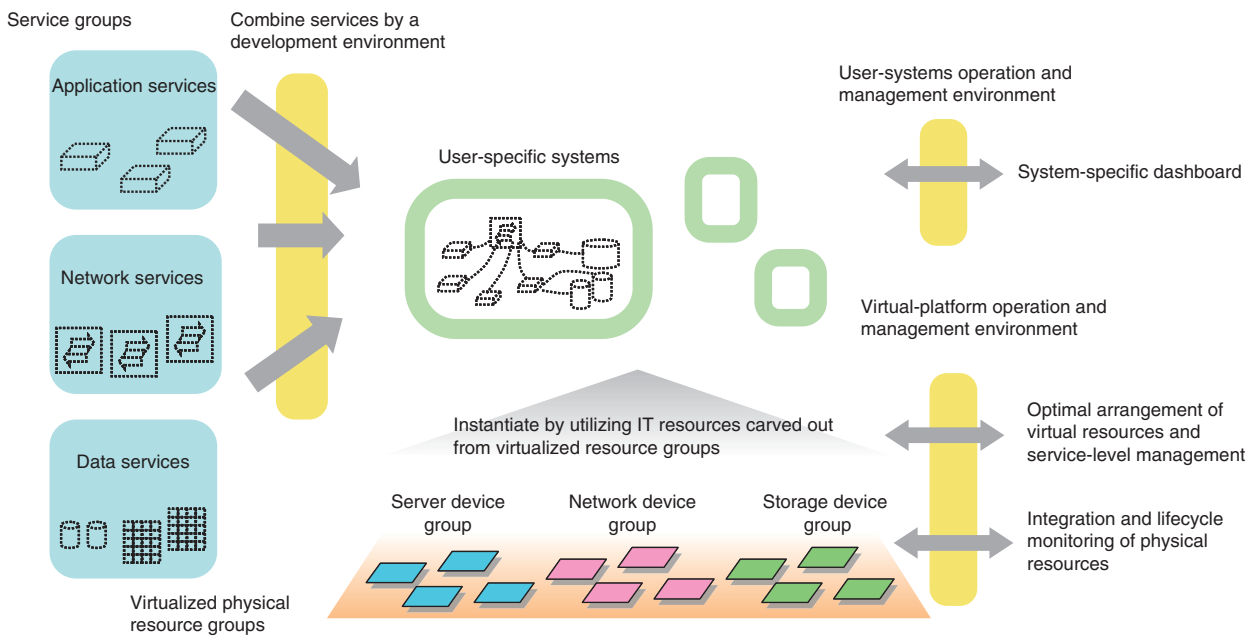 Service groups
Combine services by a
development environment
Application services
Network services
Data services
Virtualized physical
resource groups
User-specific systems
Instantiate by utilizing IT resources carved out
from virtualized resource groups
Server device
group
Network device
group
Storage device
group
User-systems operation and
management environment
System-specific dashboard
Virtual-platform operation and
management environment
Optimal arrangement of
virtual resources and
service-level management
Integration and lifecycle
monitoring of physical
resources